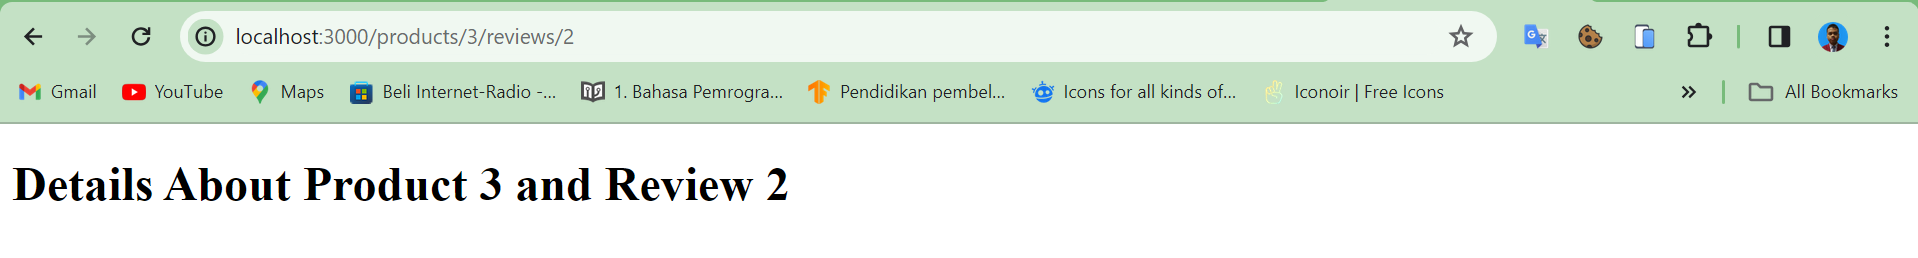 localhost:3000/products/3/reviews/2
Gmail YouTube Maps Beli Internet-Radio -... 1. Bahasa Pemrogra... Pendidikan pembel... Icons for all kinds of... Iconoir | Free Icons » All Bookmarks
Details About Product 3 and Review 2